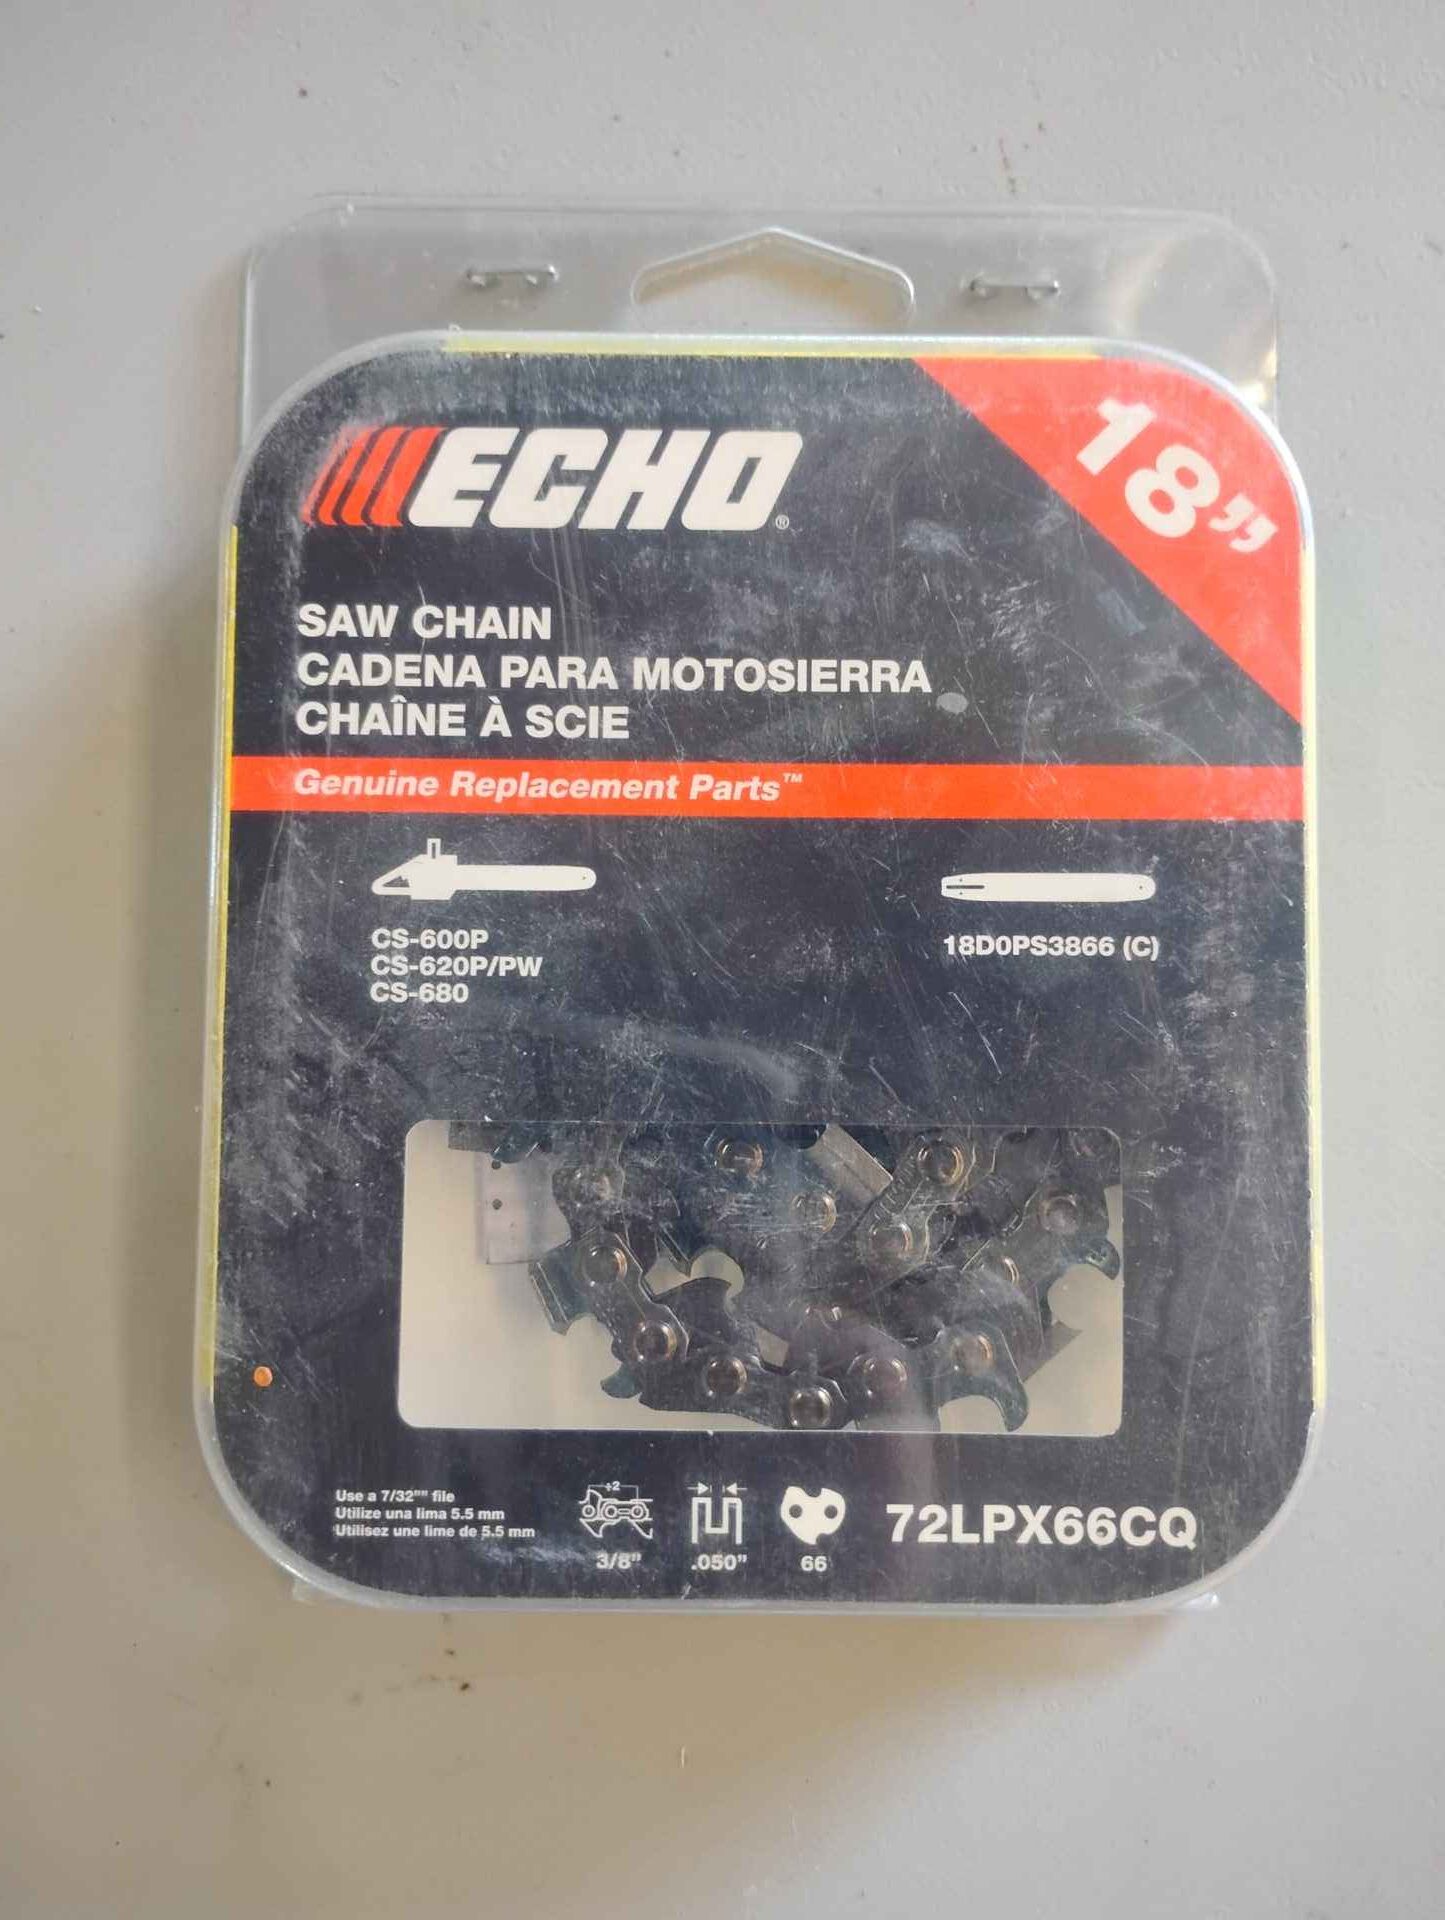 ECHO®
18”
SAW CHAIN
CADENA PARA MOTOSIERRA
CHAÎNE À SCIE
Genuine Replacement Parts™
CS-600P
CS-620P/PW
CS-680
18D0PS3866 (C)
Use a 7/32"" file
Utilize una lima 5.5 mm
Utilisez une lime de 5.5 mm
÷2
3/8”
.050”
66
72LPX66CQ